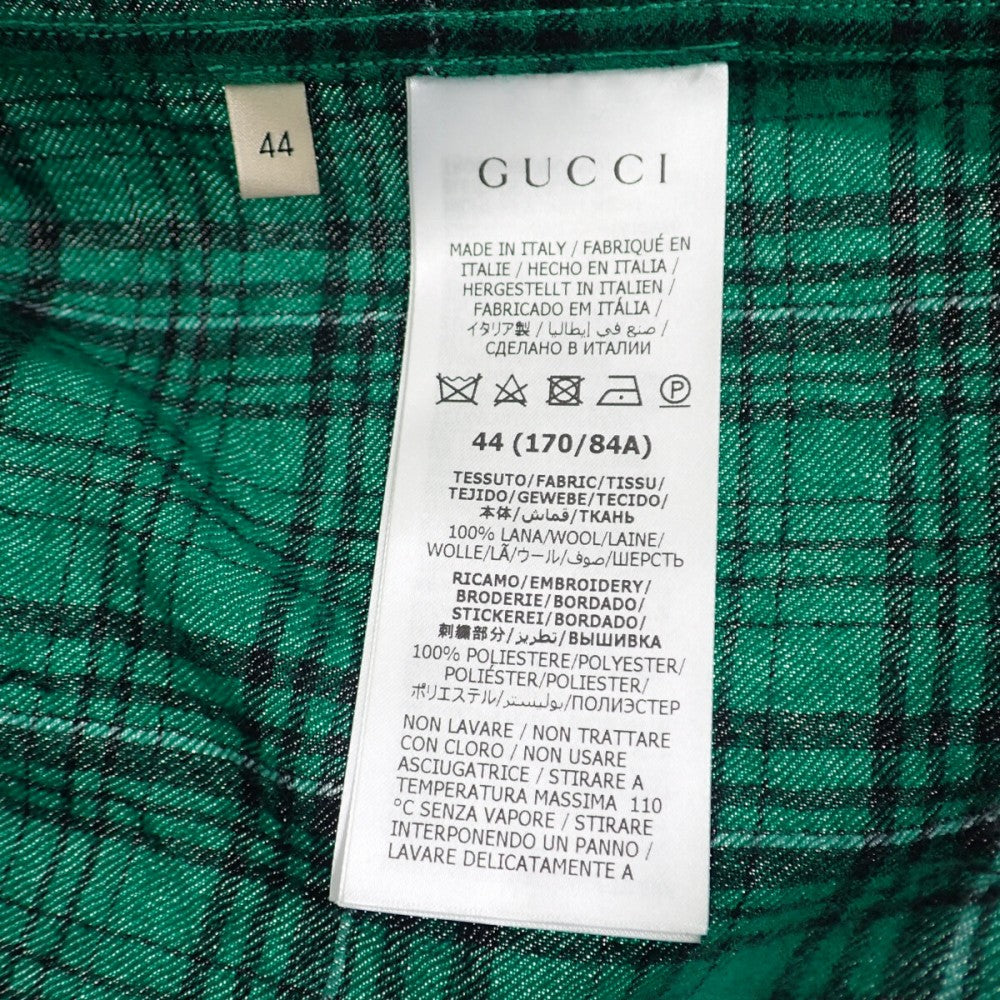 44
GUCCI
MADE IN ITALY / FABRIQUÉ EN
ITALIE / HECHO EN ITALIA /
HERGESTELLT IN ITALIEN /
FABRICADO EM ITÁLIA /
イタリア製 / صنع في إيطاليا /
СДЕЛАНО В ИТАЛИИ
P
44 (170/84A)
TESSUTO/FABRIC/TISSU/
TEJIDO/GEWEBE/TECIDO/
本体/قماش/ТКАНЬ
100% LANA/WOOL/LAINE/
WOLLE/LÃ/ウール/صوف/ШЕРСТЬ
RICAMO/EMBROIDERY/
BRODERIE/BORDADO/
STICKEREI/BORDADO/
刺繍部分/تطريز/ВЫШИВКА
100% POLIESTERE/POLYESTER/
POLIÉSTER/POLIESTER/
ポリエステル/بوليستر/ПОЛИЭСТЕР
NON LAVARE / NON TRATTARE
CON CLORO / NON USARE
ASCIUGATRICE / STIRARE A
TEMPERATURA MASSIMA 110
°C SENZA VAPORE / STIRARE
INTERPONENDO UN PANNO /
LAVARE DELICATAMENTE A